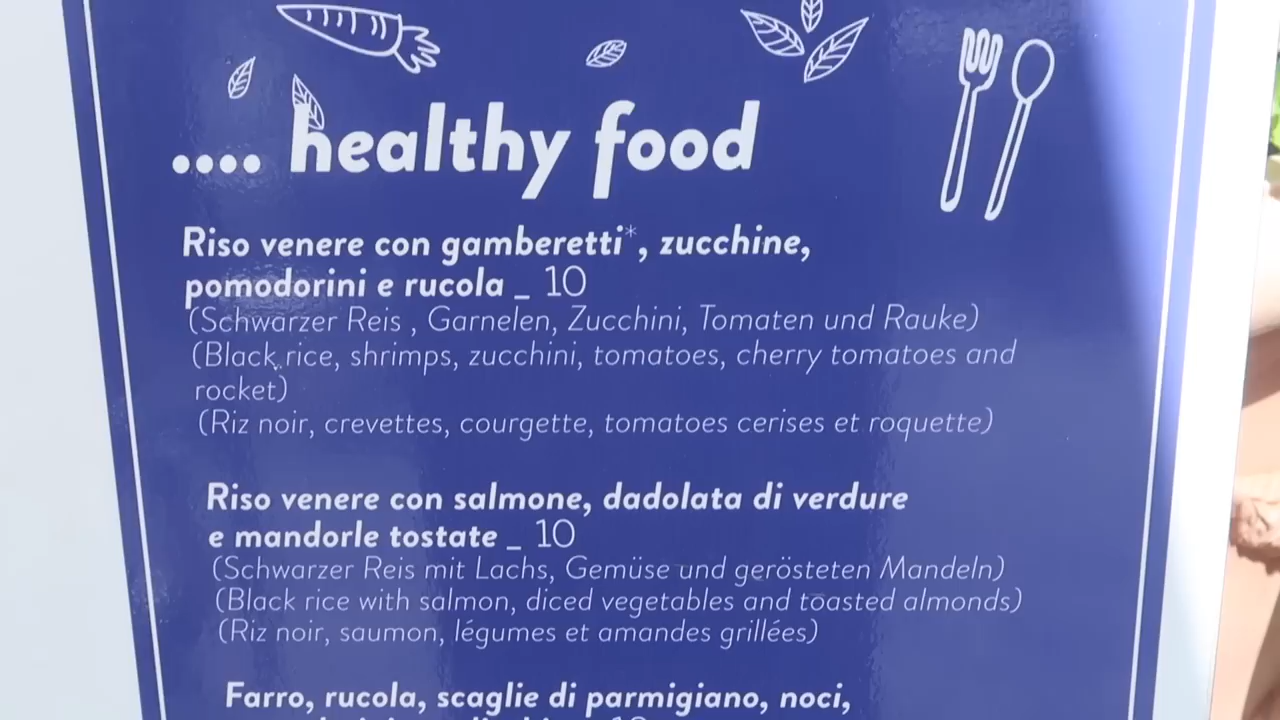 .... healthy food
Riso venere con gamberetti*, zucchine,
pomodorini e rucola _ 10
(Schwarzer Reis , Garnelen, Zucchini, Tomaten und Rauke)
(Black rice, shrimps, zucchini, tomatoes, cherry tomatoes and
rocket)
(Riz noir, crevettes, courgette, tomatoes cerises et roquette)
Riso venere con salmone, dadolata di verdure
e mandorle tostate _ 10
(Schwarzer Reis mit Lachs, Gemüse und gerösteten Mandeln)
(Black rice with salmon, diced vegetables and toasted almonds)
(Riz noir, saumon, légumes et amandes grillées)
Farro, rucola, scaglie di parmigiano, noci,